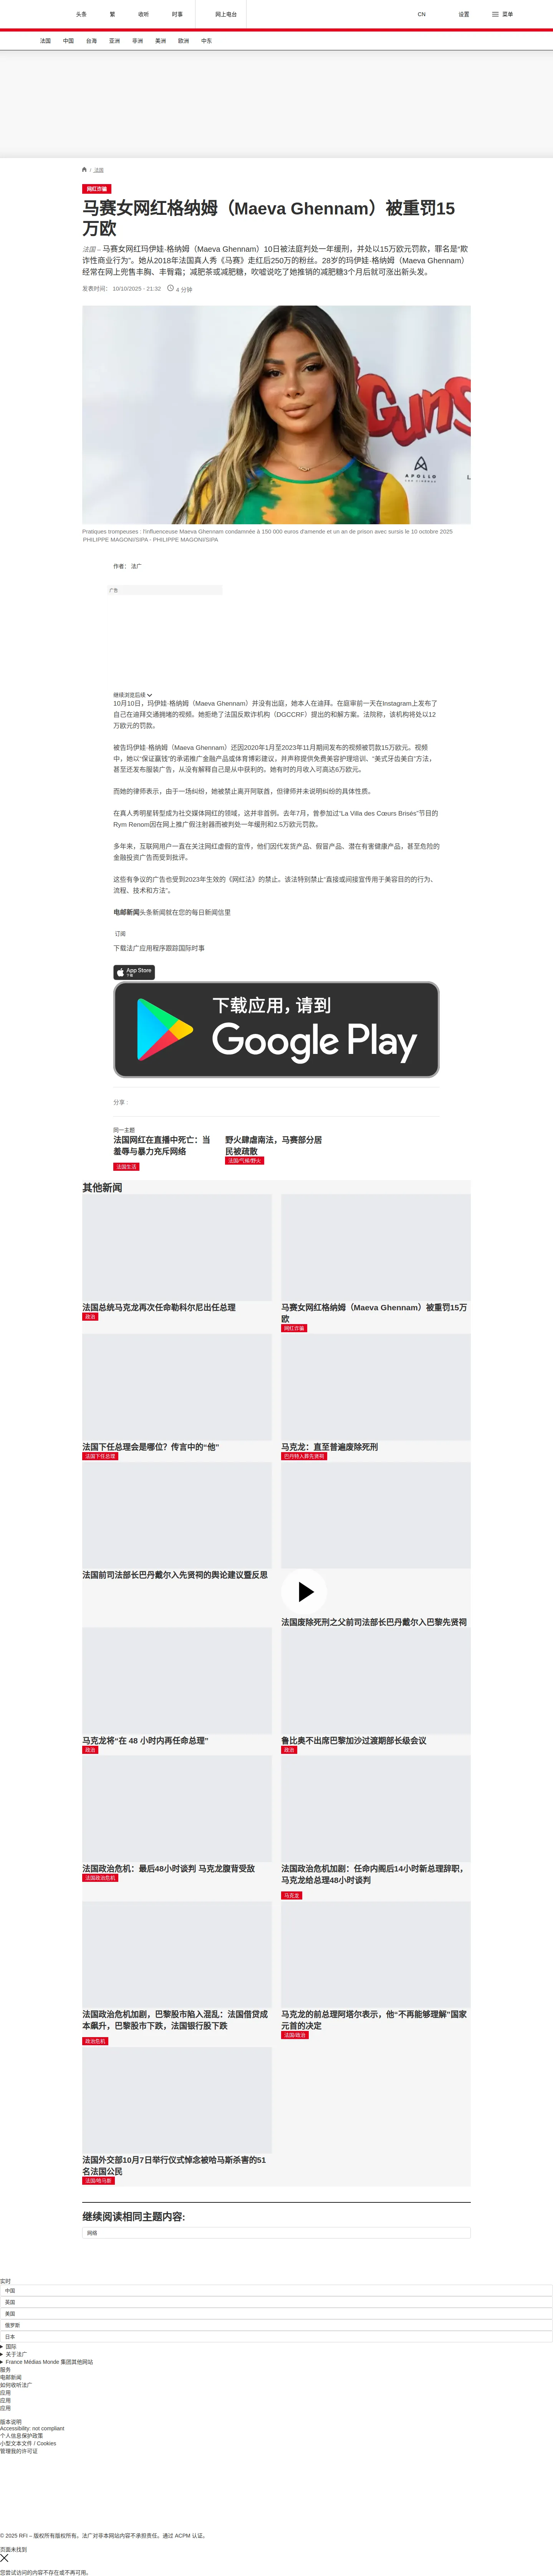 头条
繁
收听
时事
网上电台
CN
设置
菜单
法国
中国
台海
亚洲
非洲
美洲
欧洲
中东
/ 法国
网红诈骗
马赛女网红格纳姆（Maeva Ghennam）被重罚15
万欧
法国 – 马赛女网红玛伊娃·格纳姆（Maeva Ghennam）10日被法庭判处一年缓刑，并处以15万欧元罚款，罪名是“欺
诈性商业行为”。她从2018年法国真人秀《马赛》走红后250万的粉丝。28岁的玛伊娃·格纳姆（Maeva Ghennam）
经常在网上兜售丰胸、丰臀霜；减肥茶或减肥糖，吹嘘说吃了她推销的减肥糖3个月后就可涨出新头发。
发表时间： 10/10/2025 - 21:32
4 分钟
Guns
APOLLO
Pratiques trompeuses : l'influenceuse Maeva Ghennam condamnée à 150 000 euros d'amende et un an de prison avec sursis le 10 octobre 2025
PHILIPPE MAGONI/SIPA - PHILIPPE MAGONI/SIPA
作者： 法广
广告
继续浏览后续
10月10日，玛伊娃·格纳姆（Maeva Ghennam）并没有出庭，她本人在迪拜。在庭审前一天在Instagram上发布了
自己在迪拜交通拥堵的视频。她拒绝了法国反欺诈机构（DGCCRF）提出的和解方案。法院称，该机构将处以12
万欧元的罚款。
被告玛伊娃·格纳姆（Maeva Ghennam）还因2020年1月至2023年11月期间发布的视频被罚款15万欧元。视频
中，她以“保证赢钱”的承诺推广金融产品或体育博彩建议，并声称提供免费美容护理培训、“美式牙齿美白”方法，
甚至还发布服装广告，从没有解释自己是从中获利的。她有时的月收入可高达6万欧元。
而她的律师表示，由于一场纠纷，她被禁止离开阿联酋，但律师并未说明纠纷的具体性质。
在真人秀明星转型成为社交媒体网红的领域，这并非首例。去年7月，曾参加过“La Villa des Cœurs Brisés”节目的
Rym Renom因在网上推广假注射器而被判处一年缓刑和2.5万欧元罚款。
多年来，互联网用户一直在关注网红虚假的宣传，他们因代发货产品、假冒产品、潜在有害健康产品，甚至危险的
金融投资广告而受到批评。
这些有争议的广告也受到2023年生效的《网红法》的禁止。该法特别禁止“直接或间接宣传用于美容目的的行为、
流程、技术和方法”。
电邮新闻头条新闻就在您的每日新闻信里
订阅
下载法广应用程序跟踪国际时事
App Store
下载
下载应用，请到
Google Play
分享 :
同一主题
法国网红在直播中死亡：当
羞辱与暴力充斥网络
法国生活
野火肆虐南法，马赛部分居
民被疏散
法国/气候/野火
其他新闻
法国总统马克龙再次任命勒科尔尼出任总理
政治
马赛女网红格纳姆（Maeva Ghennam）被重罚15万
欧
网红诈骗
法国下任总理会是哪位？传言中的“他”
法国下任总理
马克龙：直至普遍废除死刑
巴丹特入葬先贤祠
法国前司法部长巴丹戴尔入先贤祠的舆论建议暨反思
法国废除死刑之父前司法部长巴丹戴尔入巴黎先贤祠
马克龙将“在 48 小时内再任命总理”
政治
鲁比奥不出席巴黎加沙过渡期部长级会议
政治
法国政治危机：最后48小时谈判 马克龙腹背受敌
法国政治危机
法国政治危机加剧：任命内阁后14小时新总理辞职，
马克龙给总理48小时谈判
马克龙
法国政治危机加剧，巴黎股市陷入混乱：法国借贷成
本飙升，巴黎股市下跌，法国银行股下跌
政治危机
马克龙的前总理阿塔尔表示，他“不再能够理解”国家
元首的决定
法国/政治
法国外交部10月7日举行仪式悼念被哈马斯杀害的51
名法国公民
法国/哈马斯
继续阅读相同主题内容:
网络
实时
中国
英国
美国
俄罗斯
日本
国际
关于法广
France Médias Monde 集团其他网站
服务
电邮新闻
如何收听法广
应用
应用
应用
版本说明
Accessibility: not compliant
个人信息保护政策
小型文本文件 / Cookies
管理我的许可证
© 2025 RFI – 版权所有版权所有。法广对非本网站内容不承担责任。通过 ACPM 认证。
页面未找到
您尝试访问的内容不存在或不再可用。